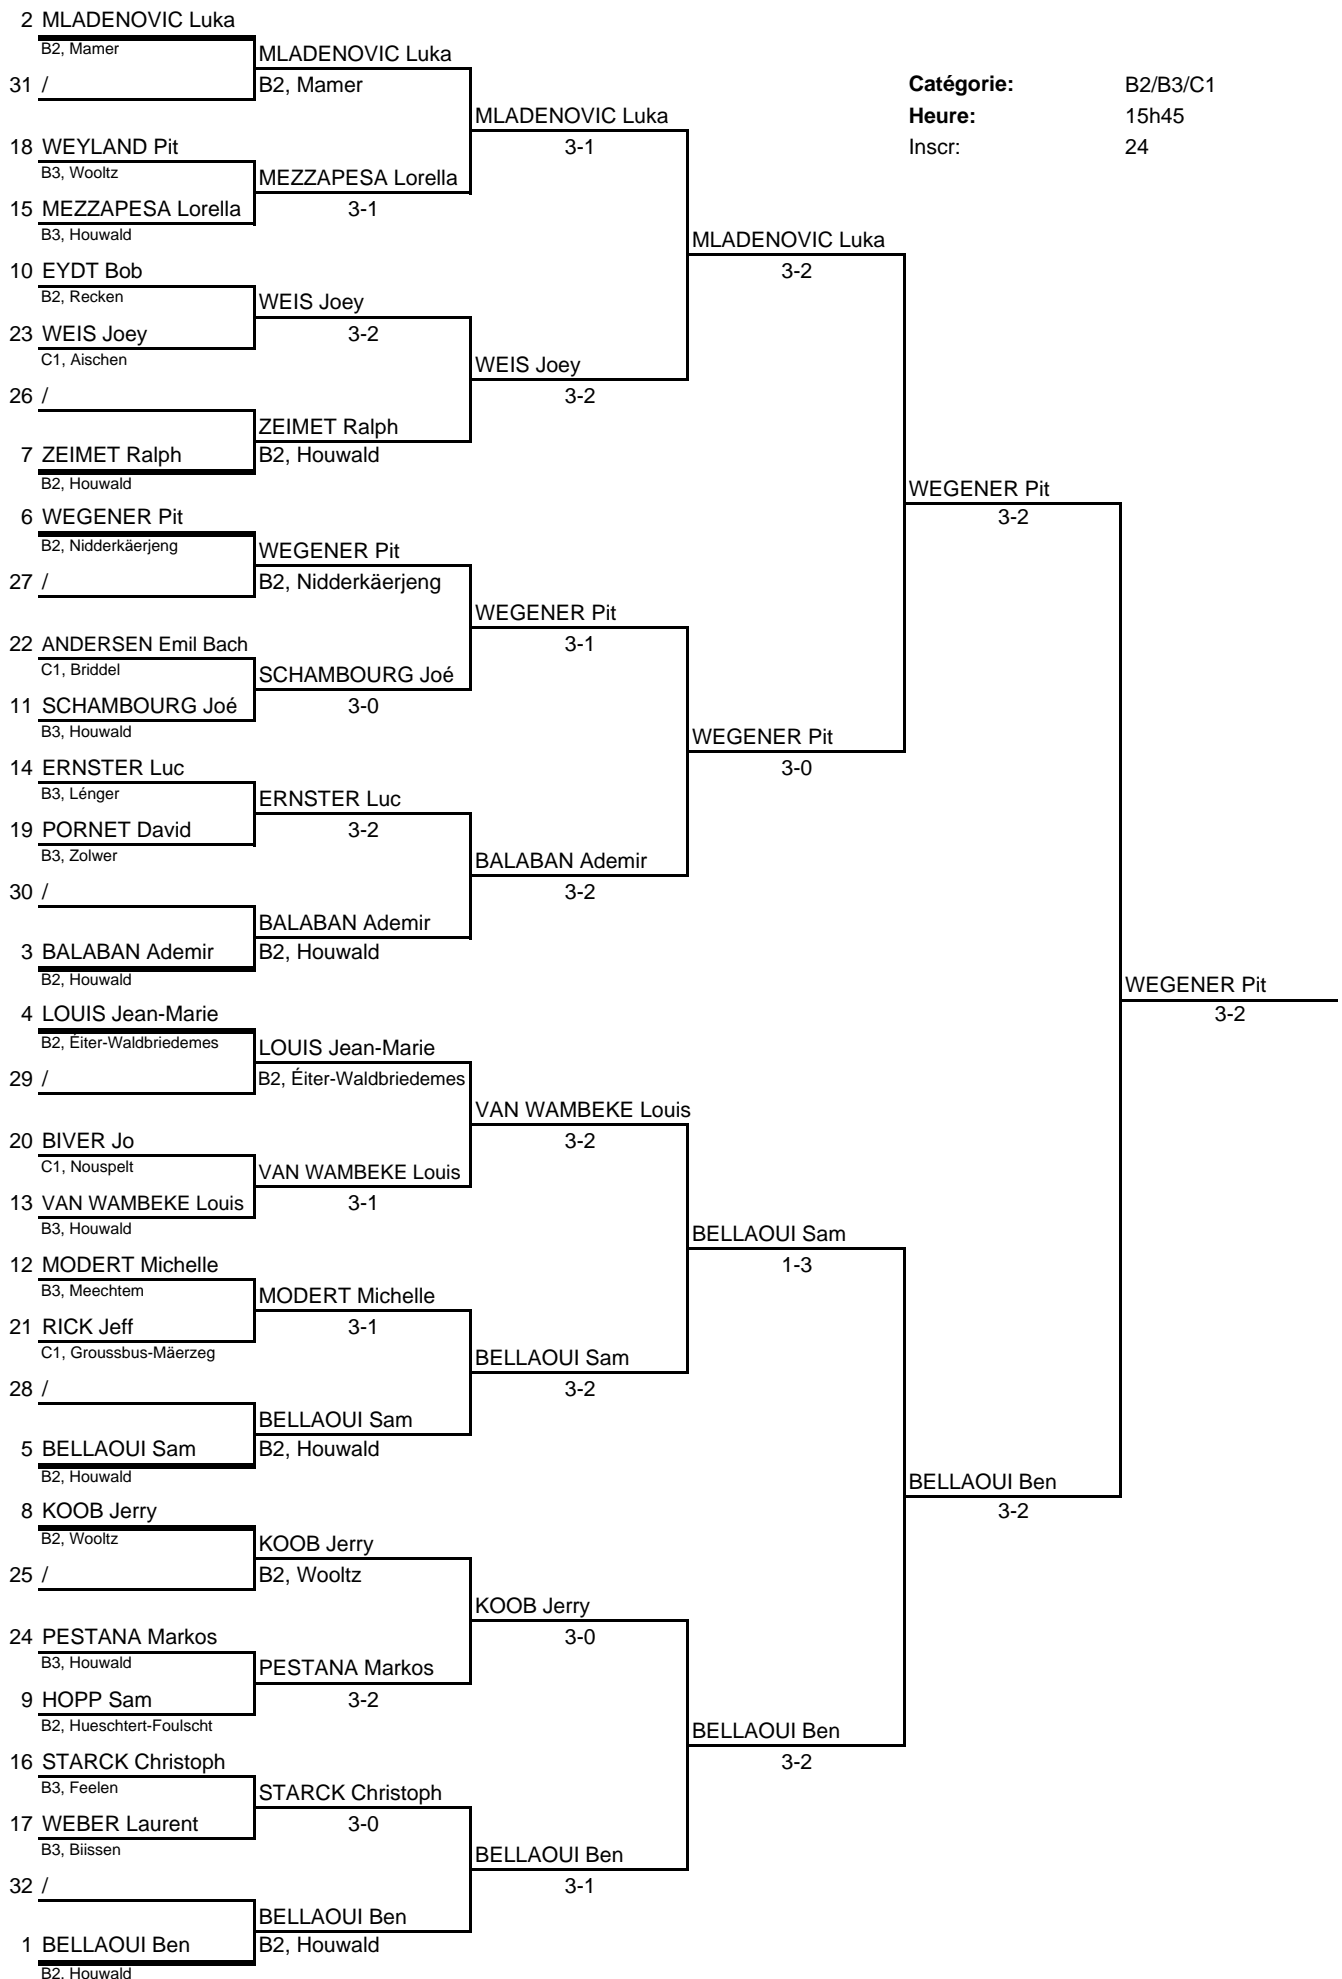 2 MLADENOVIC Luka
B2, Mamer
MLADENOVIC Luka
31 /
B2, Mamer
Catégorie: B2/B3/C1
MLADENOVIC Luka
Heure: 15h45
18 WEYLAND Pit
3-1
Inscr: 24
B3, Wooltz
MEZZAPESA Lorella
15 MEZZAPESA Lorella
3-1
B3, Houwald
MLADENOVIC Luka
10 EYDT Bob
3-2
B2, Recken
WEIS Joey
23 WEIS Joey
3-2
C1, Aischen
WEIS Joey
26 /
3-2
ZEIMET Ralph
7 ZEIMET Ralph
B2, Houwald
B2, Houwald
WEGENER Pit
6 WEGENER Pit
3-2
B2, Nidderkäerjeng
WEGENER Pit
27 /
B2, Nidderkäerjeng
WEGENER Pit
22 ANDERSEN Emil Bach
3-1
C1, Briddel
SCHAMBOURG Joé
11 SCHAMBOURG Joé
3-0
B3, Houwald
WEGENER Pit
14 ERNSTER Luc
3-0
B3, Lénger
ERNSTER Luc
19 PORNET David
3-2
B3, Zolwer
BALABAN Ademir
30 /
3-2
BALABAN Ademir
3 BALABAN Ademir
B2, Houwald
B2, Houwald
WEGENER Pit
4 LOUIS Jean-Marie
3-2
B2, Éiter-Waldbriedemes
LOUIS Jean-Marie
29 /
B2, Éiter-Waldbriedemes
VAN WAMBEKE Louis
20 BIVER Jo
3-2
C1, Nouspelt
VAN WAMBEKE Louis
13 VAN WAMBEKE Louis
3-1
B3, Houwald
BELLAOUI Sam
12 MODERT Michelle
1-3
B3, Meechtem
MODERT Michelle
21 RICK Jeff
3-1
C1, Groussbus-Mäerzeg
BELLAOUI Sam
28 /
3-2
BELLAOUI Sam
5 BELLAOUI Sam
B2, Houwald
B2, Houwald
BELLAOUI Ben
8 KOOB Jerry
3-2
B2, Wooltz
KOOB Jerry
25 /
B2, Wooltz
KOOB Jerry
24 PESTANA Markos
3-0
B3, Houwald
PESTANA Markos
9 HOPP Sam
3-2
B2, Hueschtert-Foulscht
BELLAOUI Ben
16 STARCK Christoph
3-2
B3, Feelen
STARCK Christoph
17 WEBER Laurent
3-0
B3, Biissen
BELLAOUI Ben
32 /
3-1
BELLAOUI Ben
1 BELLAOUI Ben
B2, Houwald
B2, Houwald